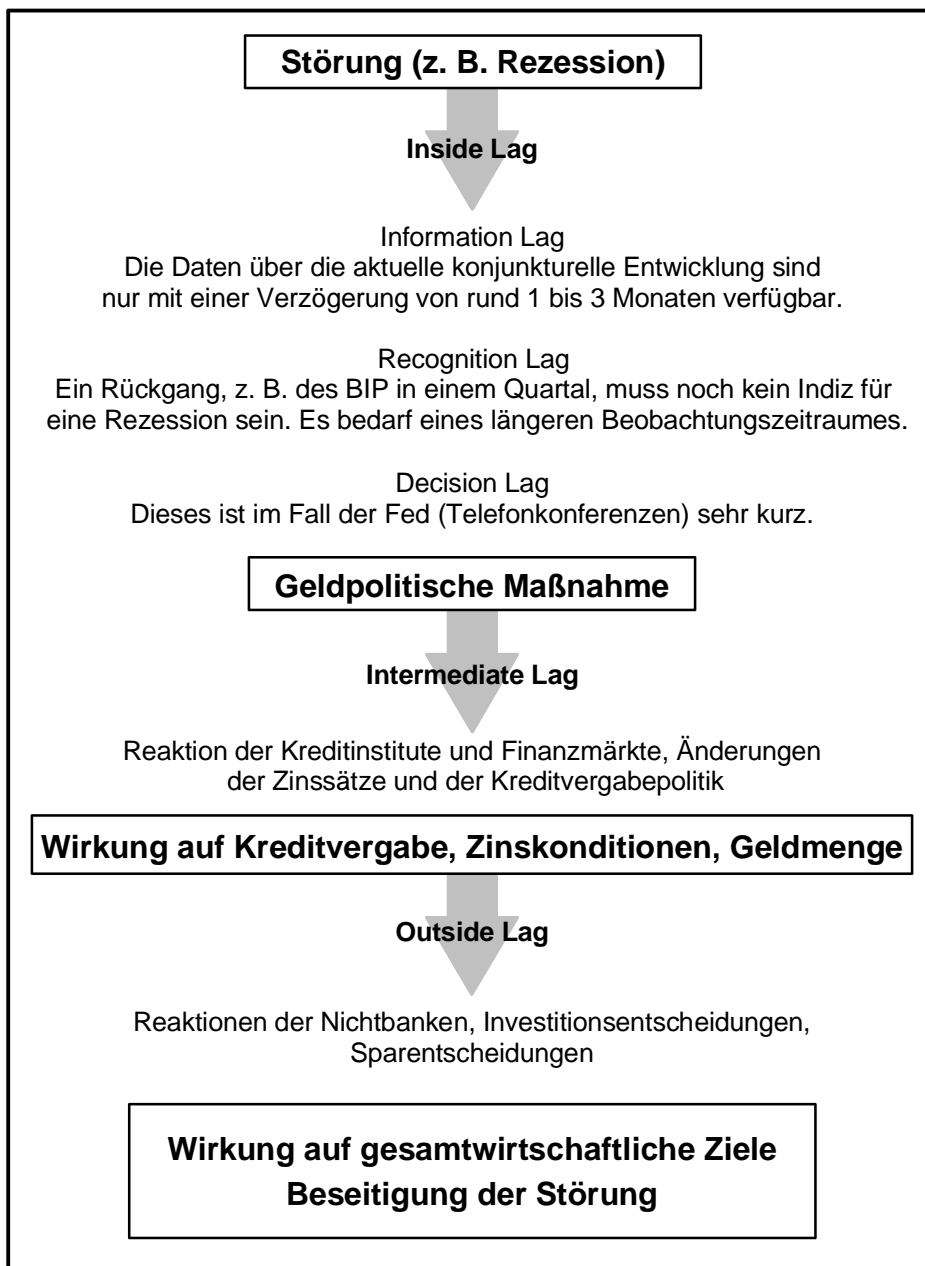 Störung (z. B. Rezession)
Inside Lag
Information Lag
Die Daten über die aktuelle konjunkturelle Entwicklung sind
nur mit einer Verzögerung von rund 1 bis 3 Monaten verfügbar.
Recognition Lag
Ein Rückgang, z. B. des BIP in einem Quartal, muss noch kein Indiz für
eine Rezession sein. Es bedarf eines längeren Beobachtungszeitraumes.
Decision Lag
Dieses ist im Fall der Fed (Telefonkonferenzen) sehr kurz.
Geldpolitische Maßnahme
Intermediate Lag
Reaktion der Kreditinstitute und Finanzmärkte, Änderungen
der Zinssätze und der Kreditvergabepolitik
Wirkung auf Kreditvergabe, Zinskonditionen, Geldmenge
Outside Lag
Reaktionen der Nichtbanken, Investitionsentscheidungen,
Sparentscheidungen
Wirkung auf gesamtwirtschaftliche Ziele
Beseitigung der Störung